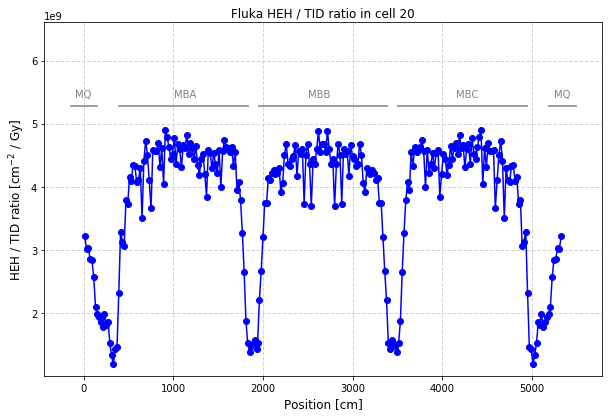 Fluka HEH / TID ratio in cell 20
1e9
MQ MBA MBB MBC MQ
HEH / TID ratio [cm⁻² / Gy]
6
5
4
3
2
0 1000 2000 3000 4000 5000
Position [cm]